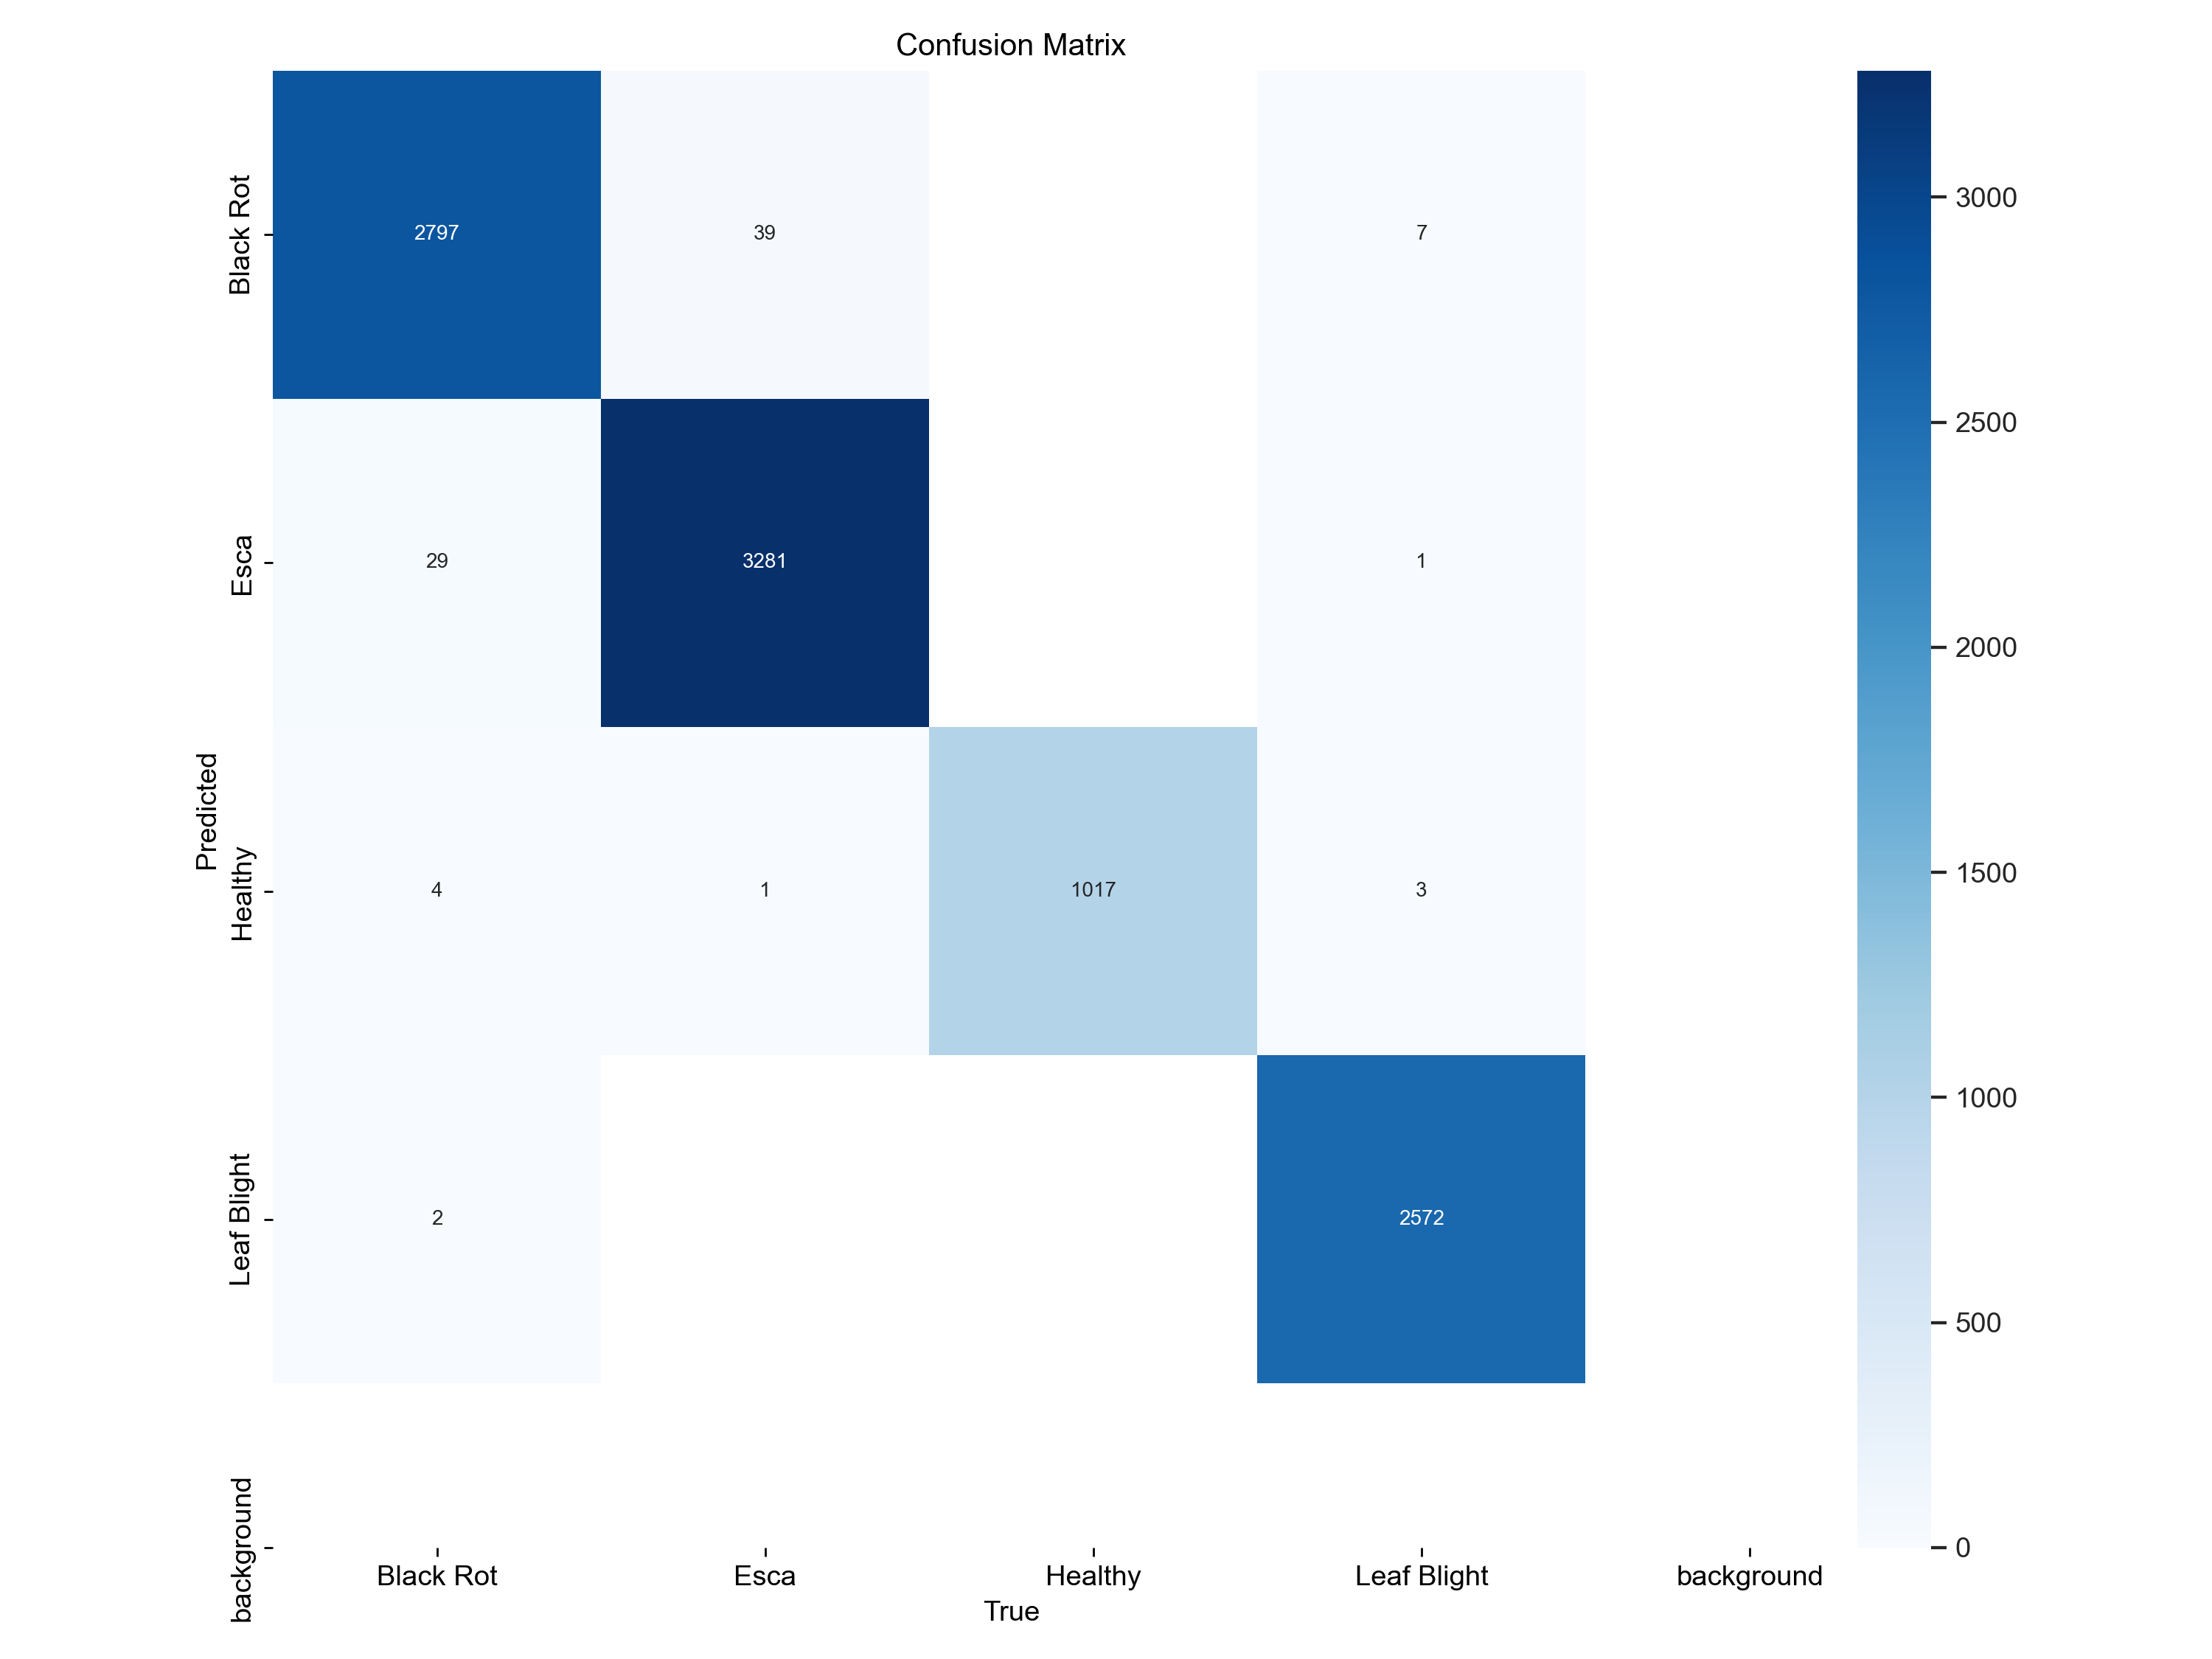 Confusion Matrix
Black Rot
2797
39
7
Esca
29
3281
1
Healthy
4
1
1017
3
Leaf Blight
2
2572
background
Predicted
Black Rot
Esca
Healthy
Leaf Blight
background
True
3000
2500
2000
1500
1000
500
0